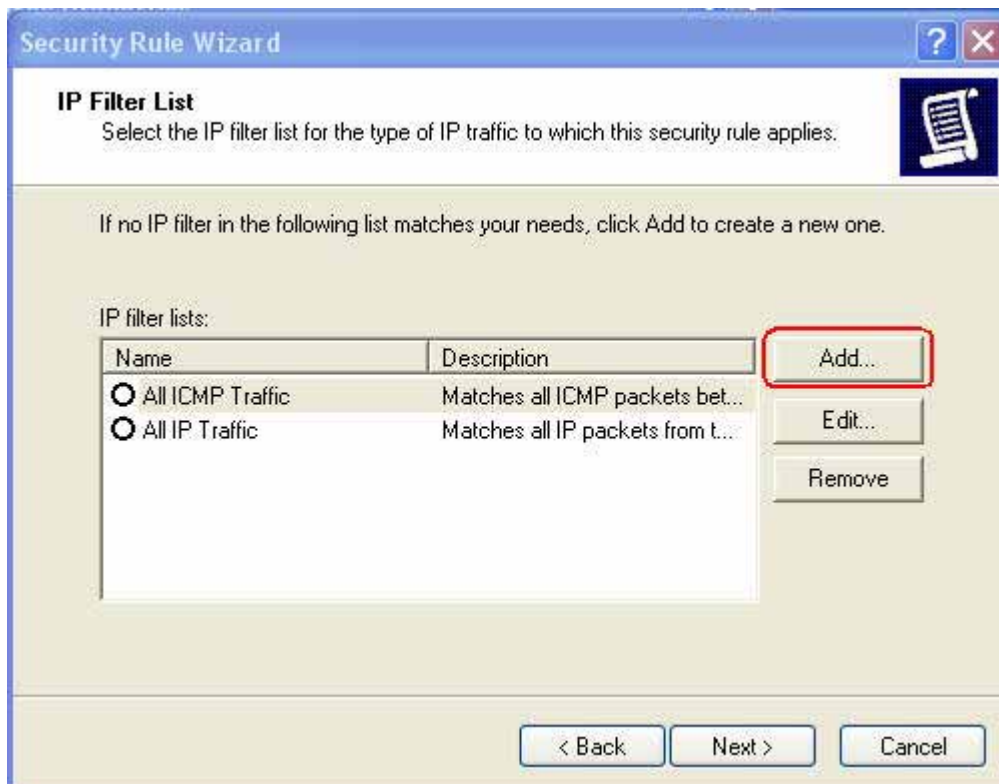 Security Rule Wizard
IP Filter List
Select the IP filter list for the type of IP traffic to which this security rule applies.
If no IP filter in the following list matches your needs, click Add to create a new one.
IP filter lists:
Name Description
All ICMP Traffic Matches all ICMP packets bet...
All IP Traffic Matches all IP packets from t...
Add...
Edit...
Remove
< Back Next > Cancel